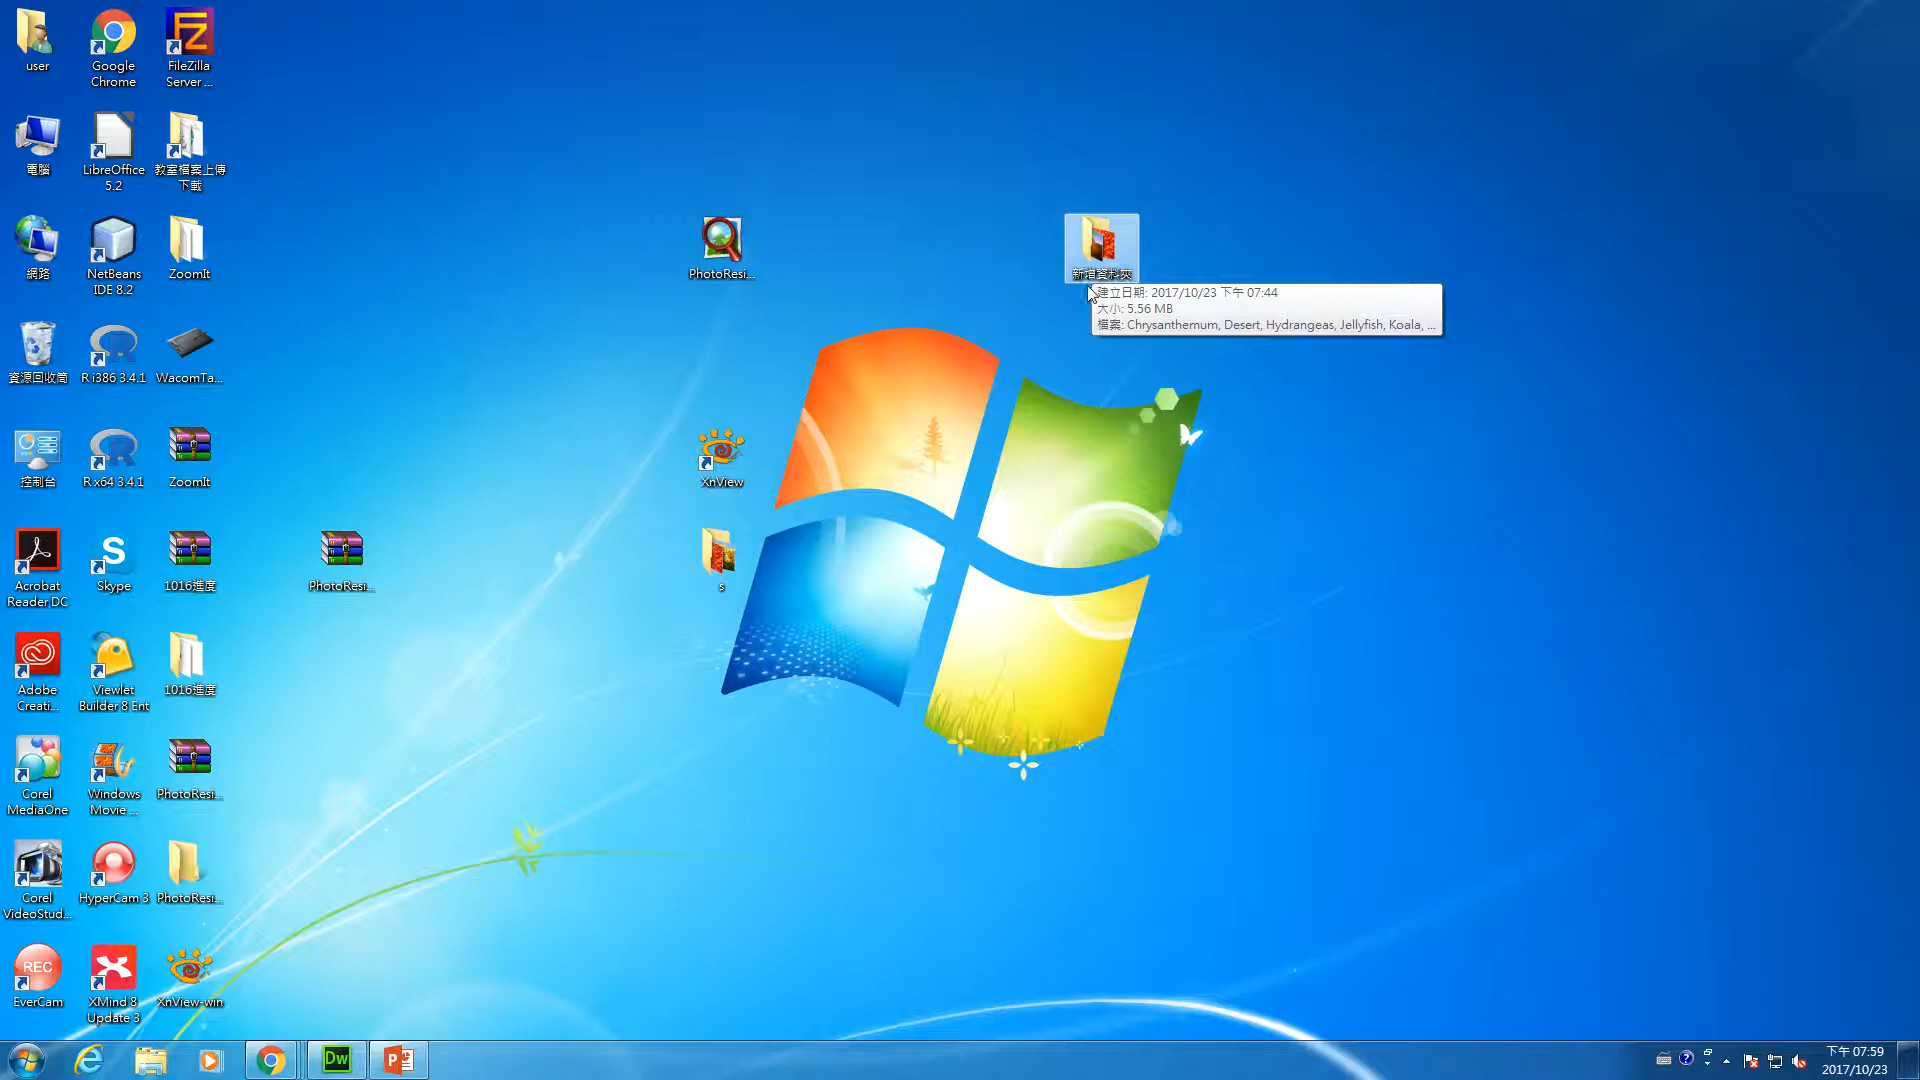 user
Google
Chrome
FileZilla
Server ...
電腦
LibreOffice
5.2
教室檔案上傳
下載
網路
NetBeans
IDE 8.2
ZoomIt
PhotoResi...
新增資料夾
建立日期: 2017/10/23 下午 07:44
大小: 5.56 MB
檔案: Chrysanthemum, Desert, Hydrangeas, Jellyfish, Koala, ...
資源回收筒
R i386 3.4.1
WacomTa...
控制台
R x64 3.4.1
ZoomIt
XnView
Acrobat
Reader DC
Skype
1016進度
PhotoResi...
s
Adobe
Creati...
Viewlet
Builder 8 Ent
1016進度
Corel
MediaOne
Windows
Movie ...
PhotoResi...
Corel
VideoStud...
HyperCam 3
PhotoResi...
REC
EverCam
XMind 8
Update 3
XnView-win
Dw
下午 07:59
2017/10/23